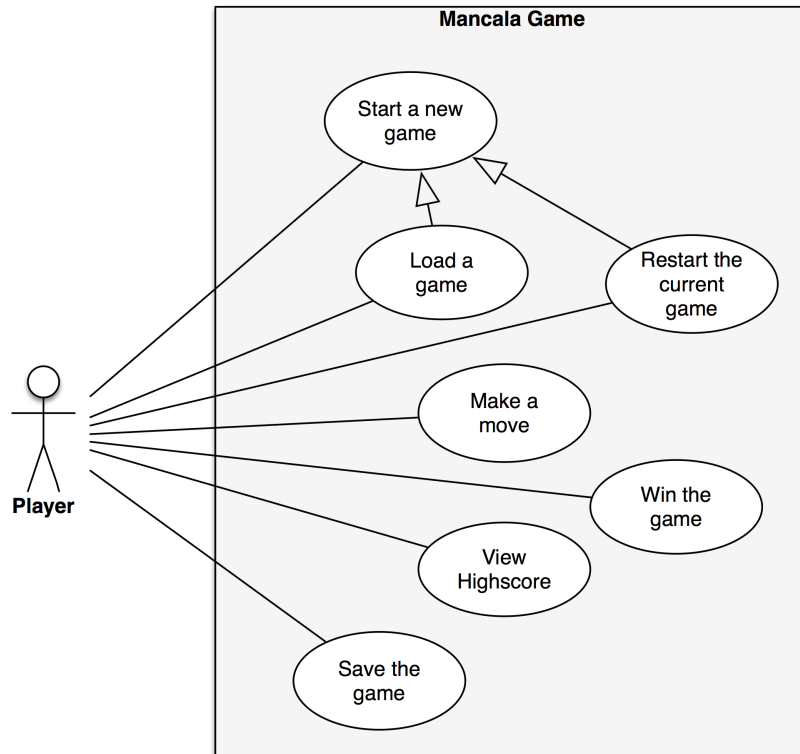 Mancala Game
Start a new
game
Load a
game
Restart the
current
game
Make a
move
Player
Win the
game
View
Highscore
Save the
game